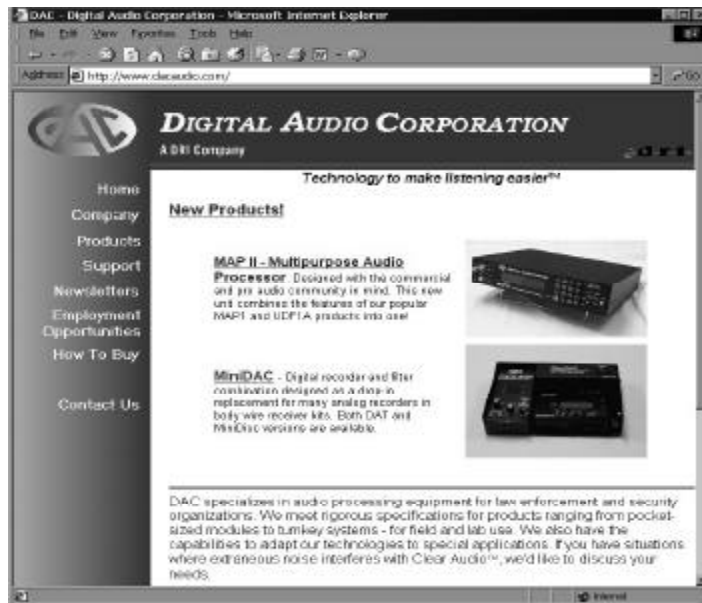 DAC - Digital Audio Corporation - Microsoft Internet Explorer
File Edit View Favorites Tools Help
Address http://www.dacaudio.com/ Go
DAC
DIGITAL AUDIO CORPORATION
A DRI Company
Technology to make listening easier℠
Home
Company
Products
Support
Newsletters
Employment
Opportunities
How To Buy
Contact Us
New Products!
MAP II - Multipurpose Audio
Processor. Designed with the commercial
and pro audio community in mind. This new
unit combines the features of our popular
MAP1 and UDF1A products into one!
MiniDAC - Digital recorder and filter
combination designed as a drop-in
replacement for many analog recorders in
body wire receiver kits. Both DAT and
MiniDisc versions are available.
DAC specializes in audio processing equipment for law enforcement and security
organizations. We meet rigorous specifications for products ranging from pocket-
sized modules to turnkey systems - for field and lab use. We also have the
capabilities to adapt our technologies to special applications. If you have situations
where extraneous noise interferes with Clear Audio™, we'd like to discuss your
needs.
Internet